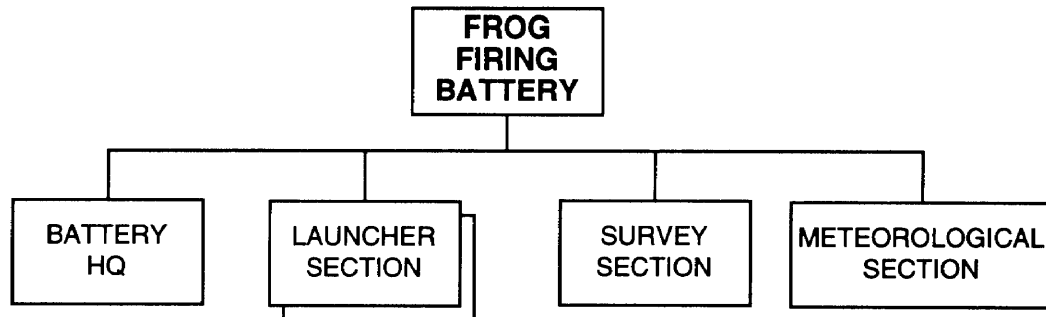 FROG
FIRING
BATTERY
BATTERY
HQ
LAUNCHER
SECTION
SURVEY
SECTION
METEOROLOGICAL
SECTION